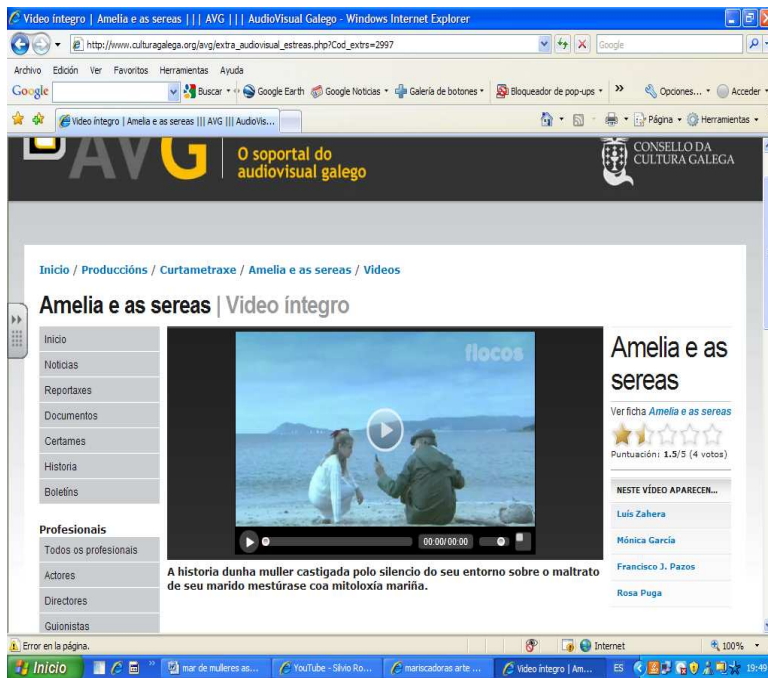 Video íntegro | Amelia e as sereas ||| AVG ||| AudioVisual Galego - Windows Internet Explorer
http://www.culturagalega.org/avg/extra_audiovisual_estreas.php?Cod_extrs=2997
Google
Archivo Edición Ver Favoritos Herramientas Ayuda
Google Buscar Google Earth Google Noticias Galería de botones Bloqueador de pop-ups » Opciones... Acceder
Video íntegro | Amelia e as sereas ||| AVG ||| AudioVis... Página Herramientas
AVG
O soportal do
audiovisual galego
CONSELLO DA
CULTURA GALEGA
Inicio / Produccións / Curtametraxe / Amelia e as sereas / Videos
Amelia e as sereas | Video íntegro
Inicio
Noticias
Reportaxes
Documentos
Certames
Historia
Boletíns
Profesionais
Todos os profesionais
Actores
Directores
Guionistas
flocos
00:00/00:00
A historia dunha muller castigada polo silencio do seu entorno sobre o maltrato
de seu marido mestúrase coa mitoloxía mariña.
Amelia e as
sereas
Ver ficha Amelia e as sereas
Puntuación: 1.5/5 (4 votos)
NESTE VÍDEO APARECEN...
Luís Zahera
Mónica García
Francisco J. Pazos
Rosa Puga
Error en la página. Internet 100%
Inicio » mar de mulleres as... YouTube - Silvio Ro... mariscadoras arte ... Video íntegro | Am... ES 19:49